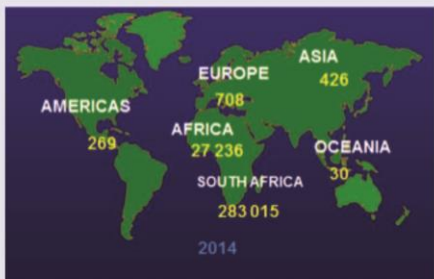 ASIA
426
EUROPE
708
AMERICAS
269
AFRICA
27 236
OCEANIA
30
SOUTH AFRICA
283 015
2014